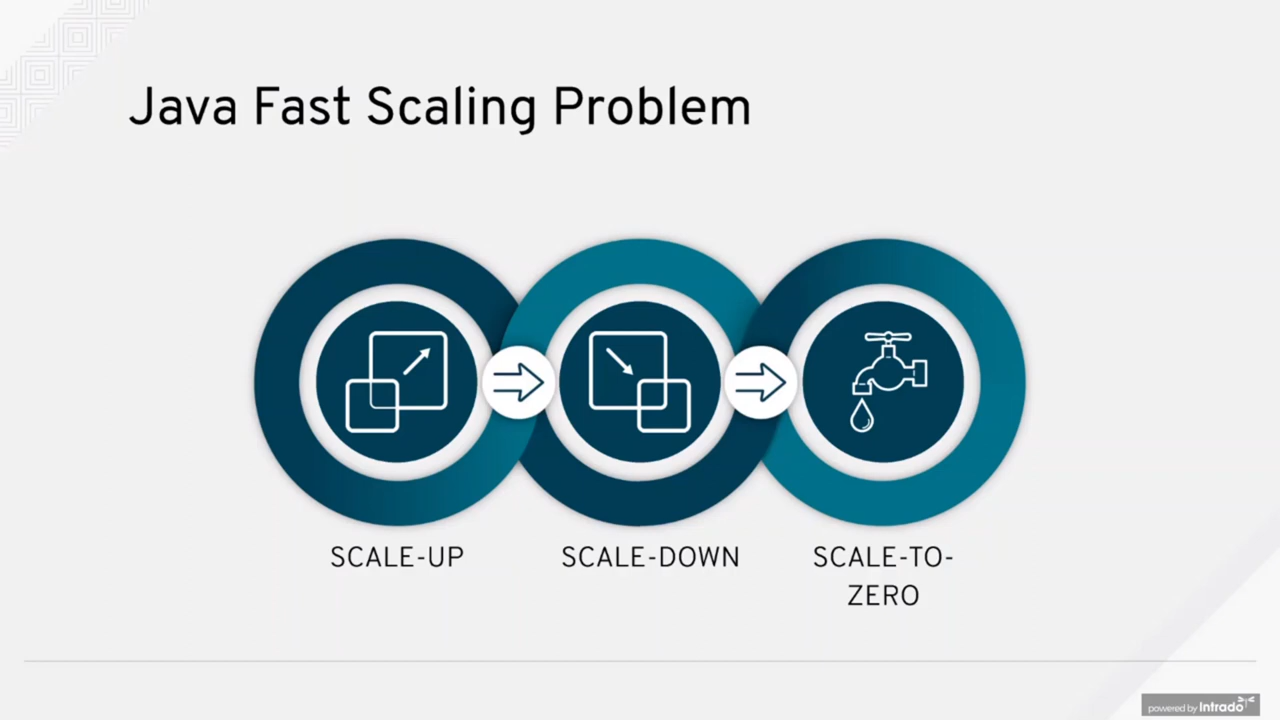 Java Fast Scaling Problem
SCALE-UP
SCALE-DOWN
SCALE-TO-
ZERO
powered by Intrado